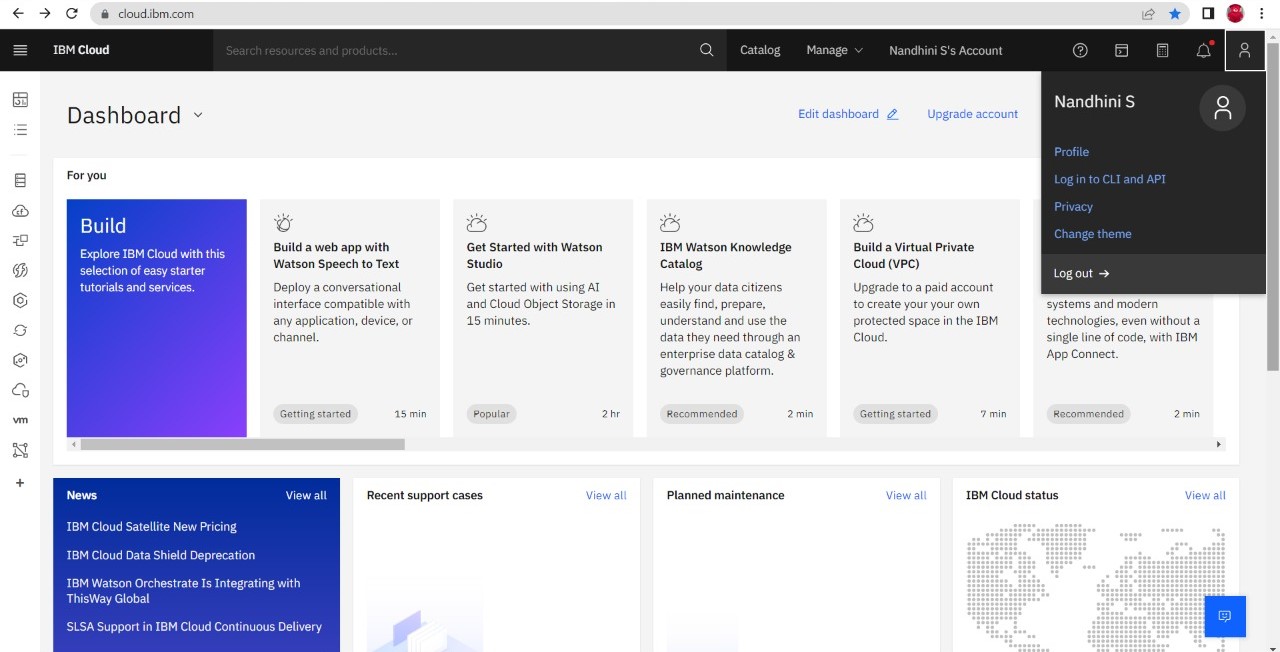 cloud.ibm.com
IBM Cloud
Search resources and products...
Catalog
Manage
Nandhini S's Account
Dashboard
Edit dashboard
Upgrade account
Nandhini S
Profile
Log in to CLI and API
Privacy
Change theme
Log out →
For you
Build
Explore IBM Cloud with this
selection of easy starter
tutorials and services.
Build a web app with
Watson Speech to Text
Deploy a conversational
interface compatible with
any application, device, or
channel.
Getting started
15 min
Get Started with Watson
Studio
Get started with using AI
and Cloud Object Storage in
15 minutes.
Popular
2 hr
IBM Watson Knowledge
Catalog
Help your data citizens
easily find, prepare,
understand and use the
data they need through an
enterprise data catalog &
governance platform.
Recommended
2 min
Build a Virtual Private
Cloud (VPC)
Upgrade to a paid account
to create your your own
protected space in the IBM
Cloud.
Getting started
7 min
systems and modern
technologies, even without a
single line of code, with IBM
App Connect.
Recommended
2 min
vm
News
View all
IBM Cloud Satellite New Pricing
IBM Cloud Data Shield Deprecation
IBM Watson Orchestrate Is Integrating with
ThisWay Global
SLSA Support in IBM Cloud Continuous Delivery
Recent support cases
View all
Planned maintenance
View all
IBM Cloud status
View all